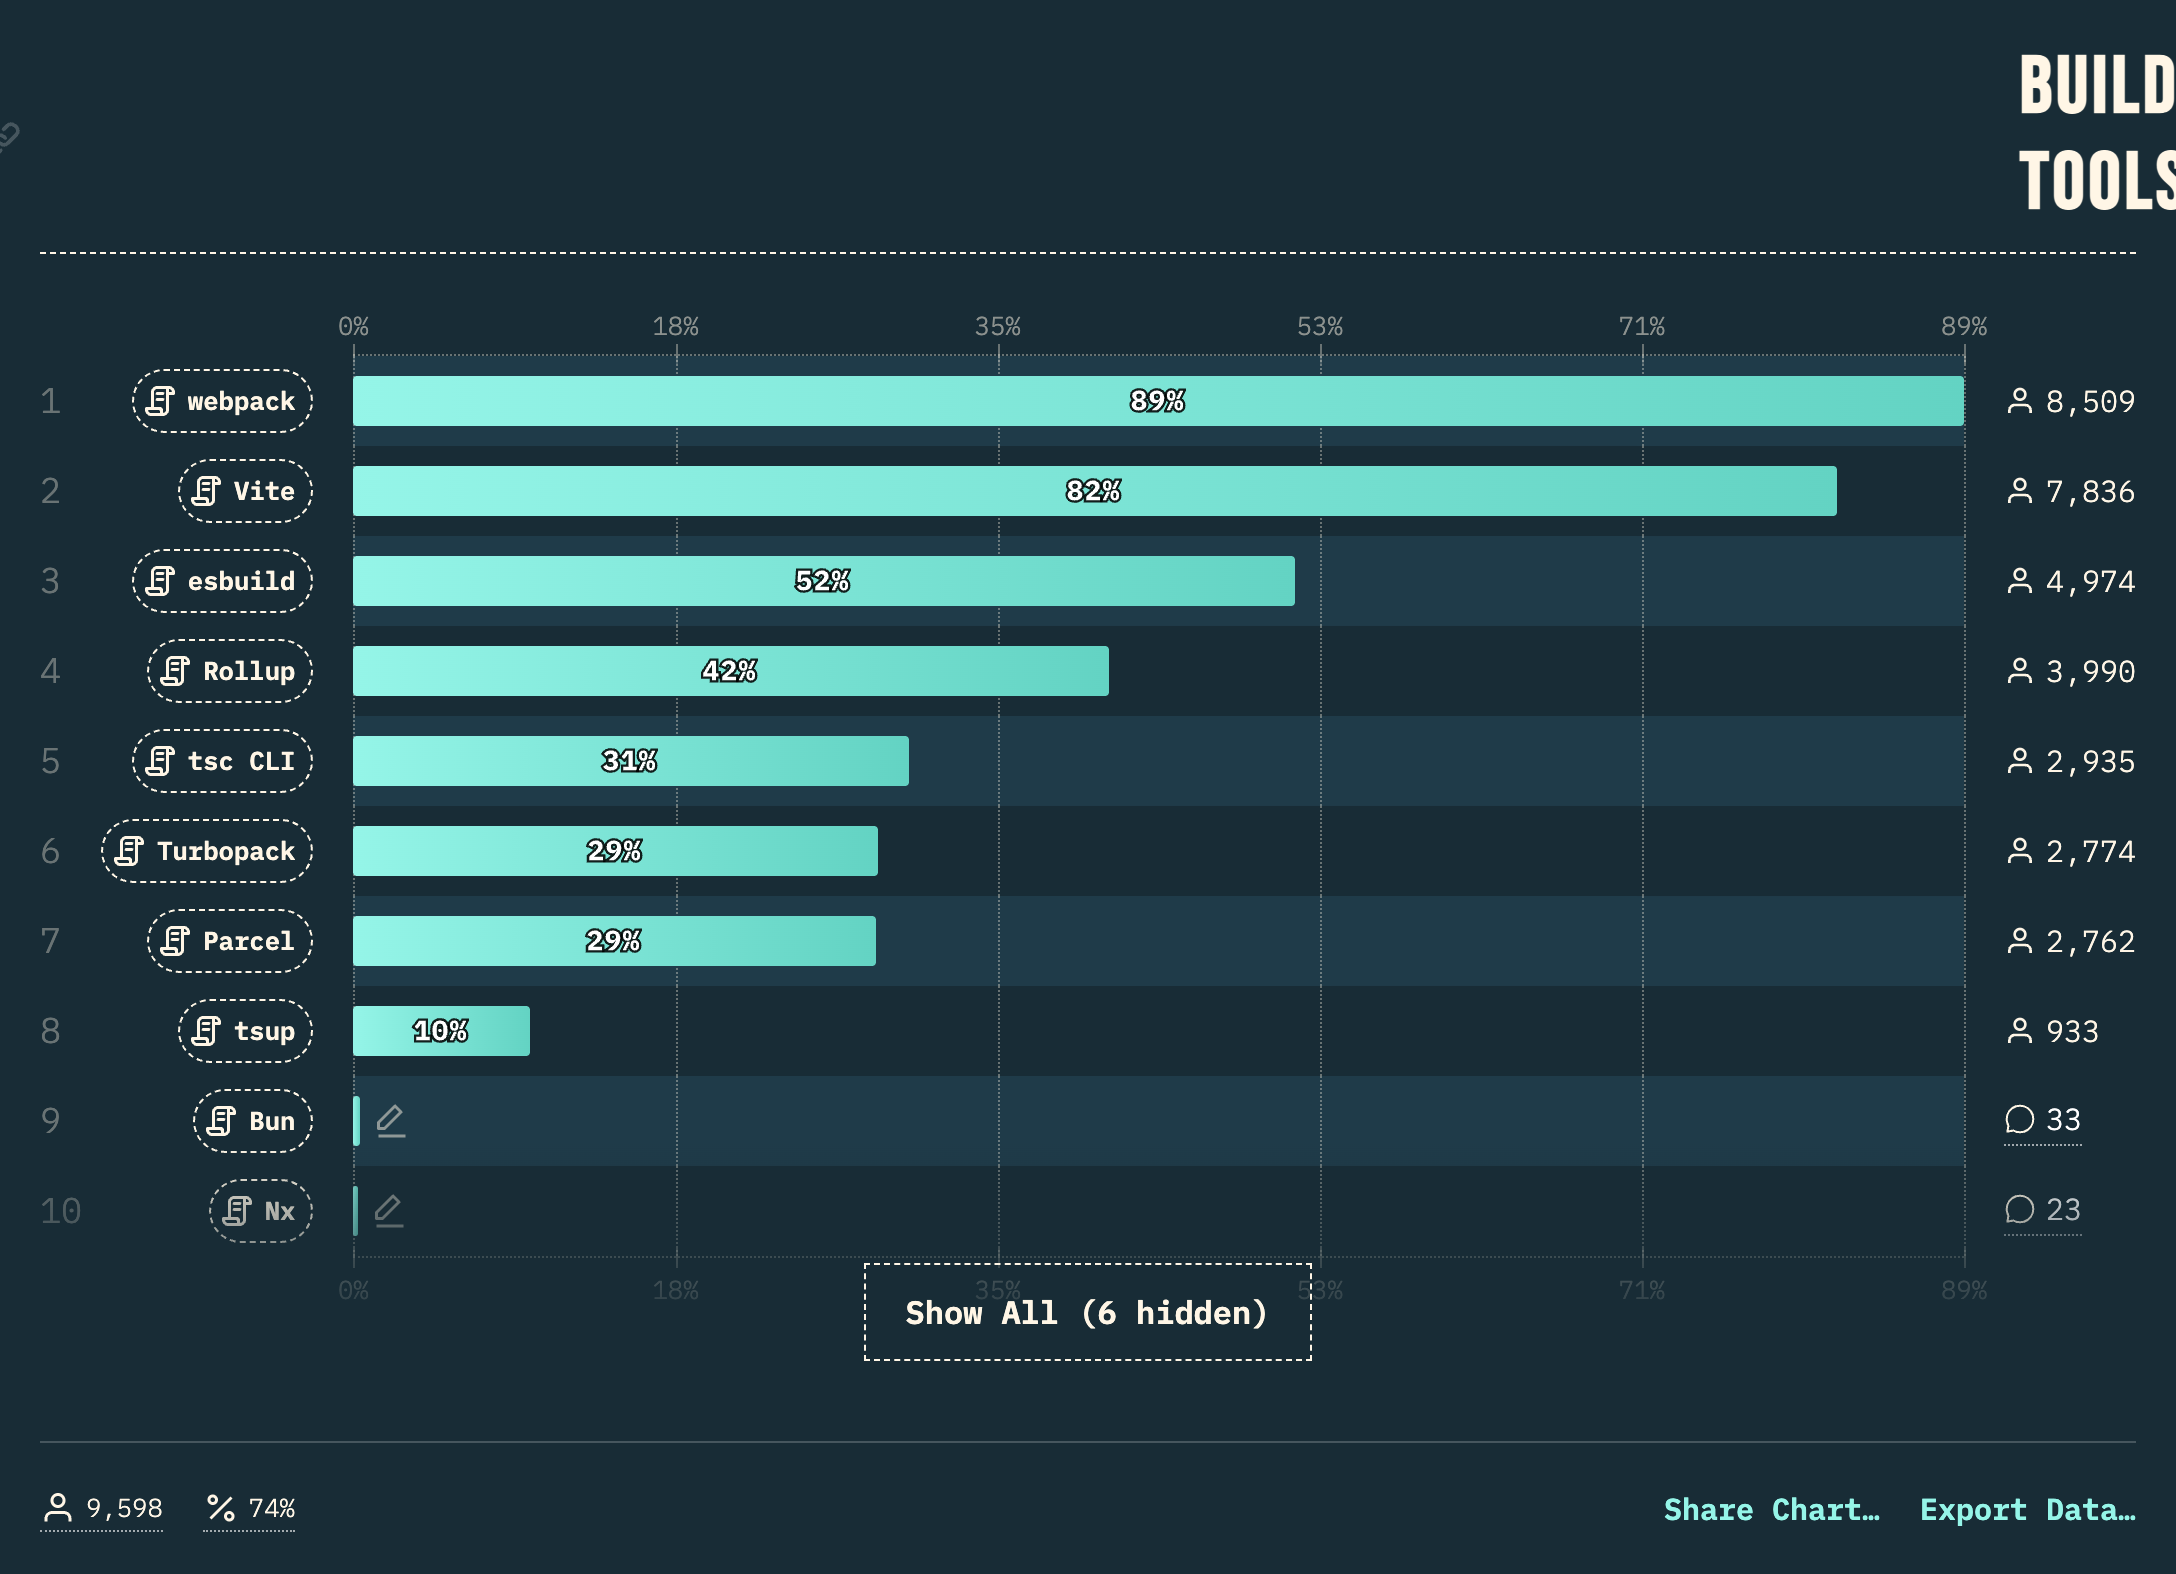 BUILD
TOOLS
0% 18% 35% 53% 71% 89%
1 webpack 89% 8,509
2 Vite 82% 7,836
3 esbuild 52% 4,974
4 Rollup 42% 3,990
5 tsc CLI 31% 2,935
6 Turbopack 29% 2,774
7 Parcel 29% 2,762
8 tsup 10% 933
9 Bun 33
10 Nx 23
0% 18% 35% 53% 71% 89%
Show All (6 hidden)
9,598 74% Share Chart… Export Data…